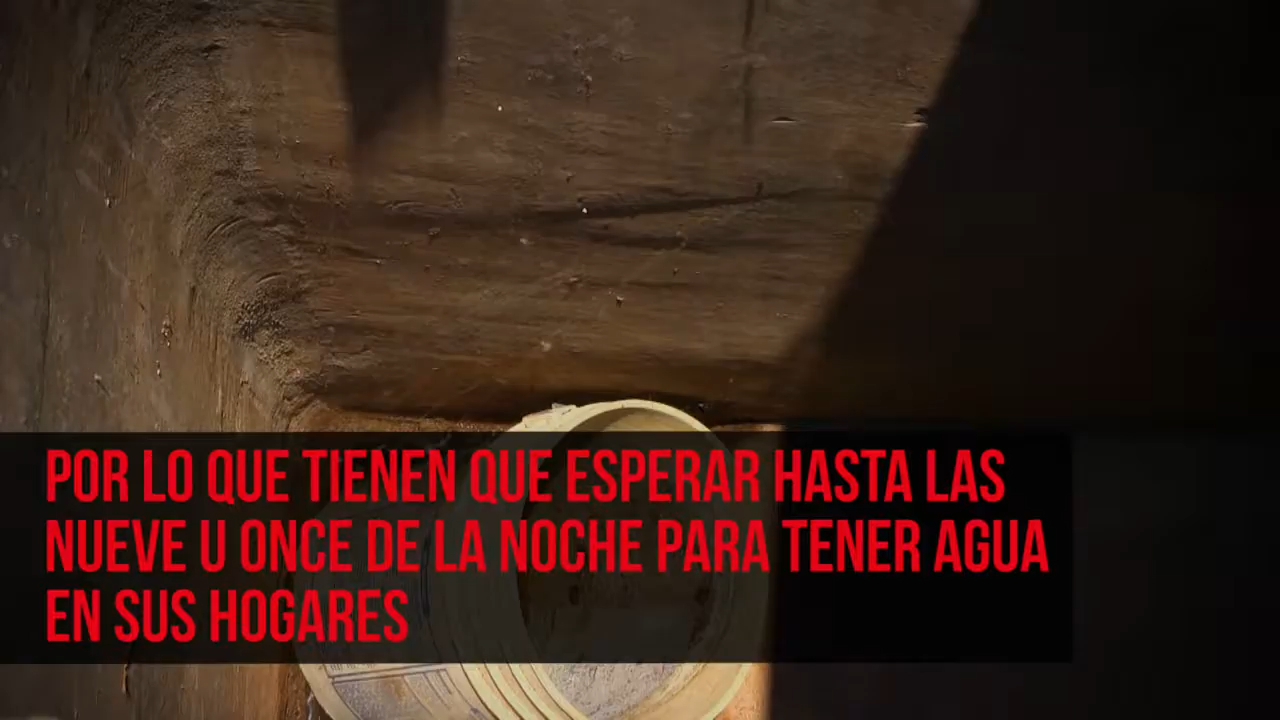 POR LO QUE TIENEN QUE ESPERAR HASTA LAS
NUEVE U ONCE DE LA NOCHE PARA TENER AGUA
EN SUS HOGARES